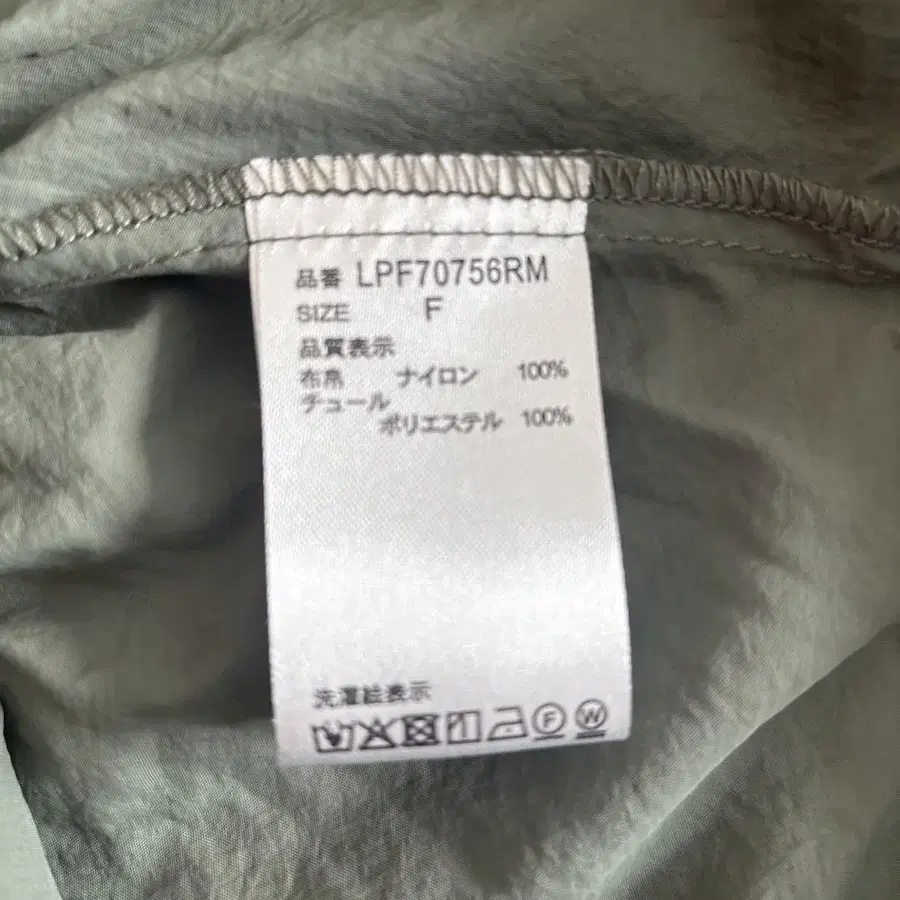 品番 LPF70756RM
SIZE F
品質表示
布帛 ナイロン 100%
チュール
ポリエステル 100%
洗濯絵表示
F W